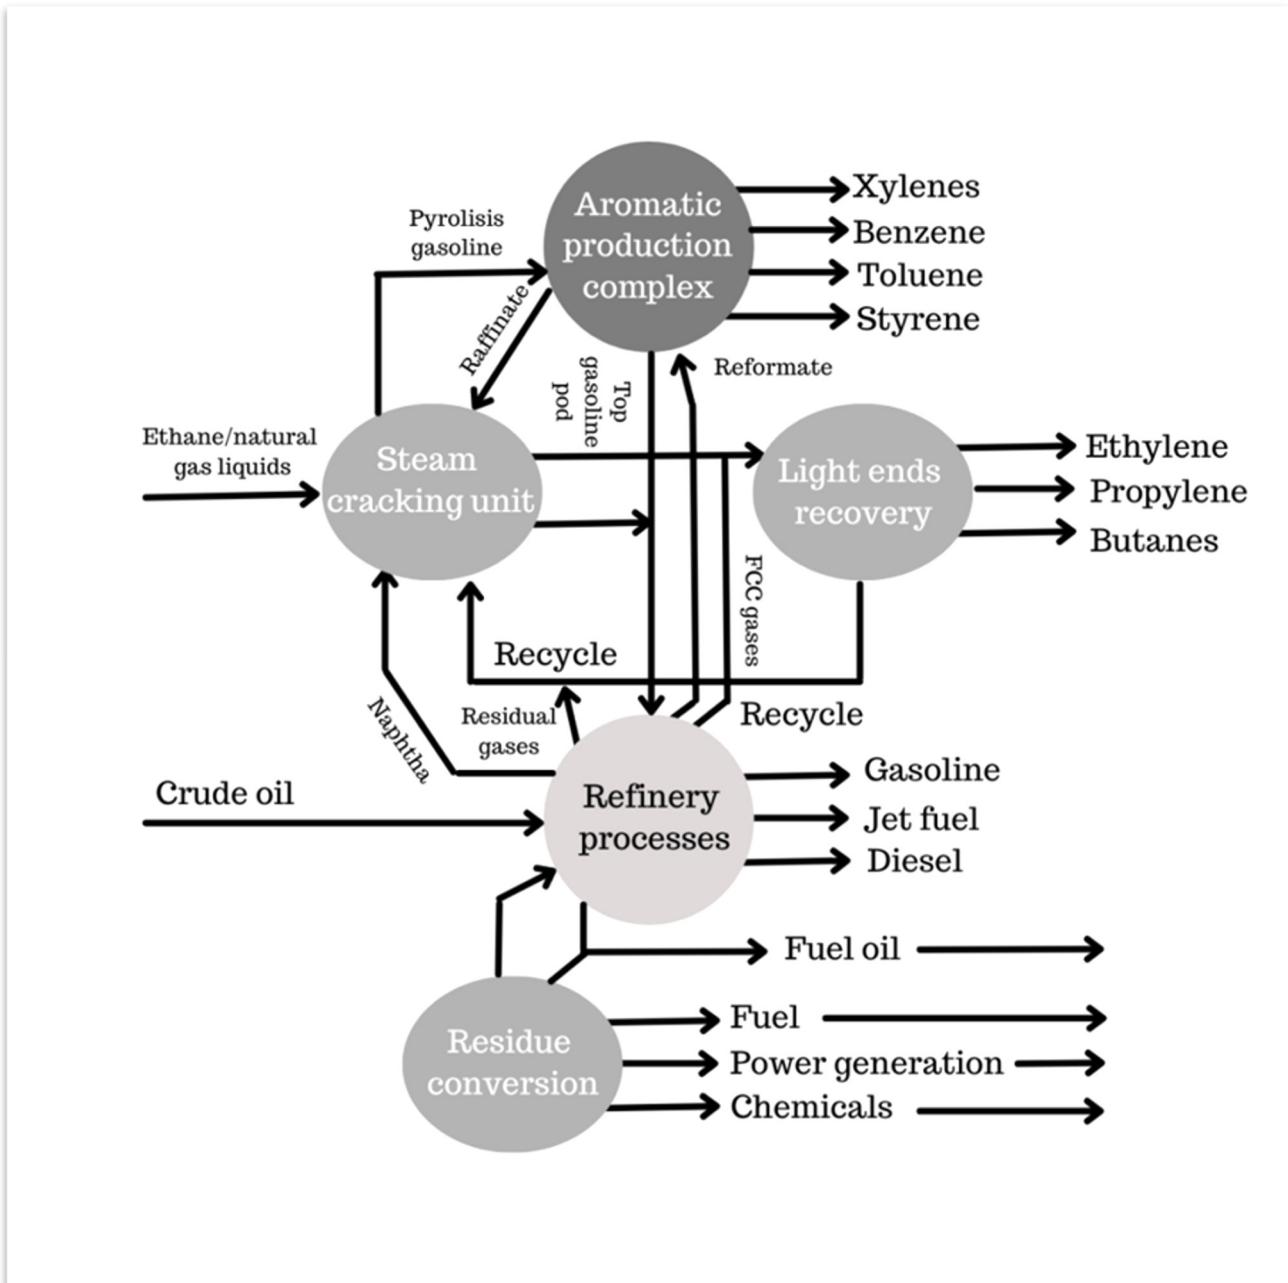 Aromatic
production
complex
Xylenes
Benzene
Toluene
Styrene
Pyrolisis
gasoline
Raffinate
Top
gasoline
pod
Reformate
Ethane/natural
gas liquids
Steam
cracking unit
Light ends
recovery
Ethylene
Propylene
Butanes
FCC gases
Recycle
Recycle
Residual
gases
Naphtha
Crude oil
Refinery
processes
Gasoline
Jet fuel
Diesel
Fuel oil
Residue
conversion
Fuel
Power generation
Chemicals